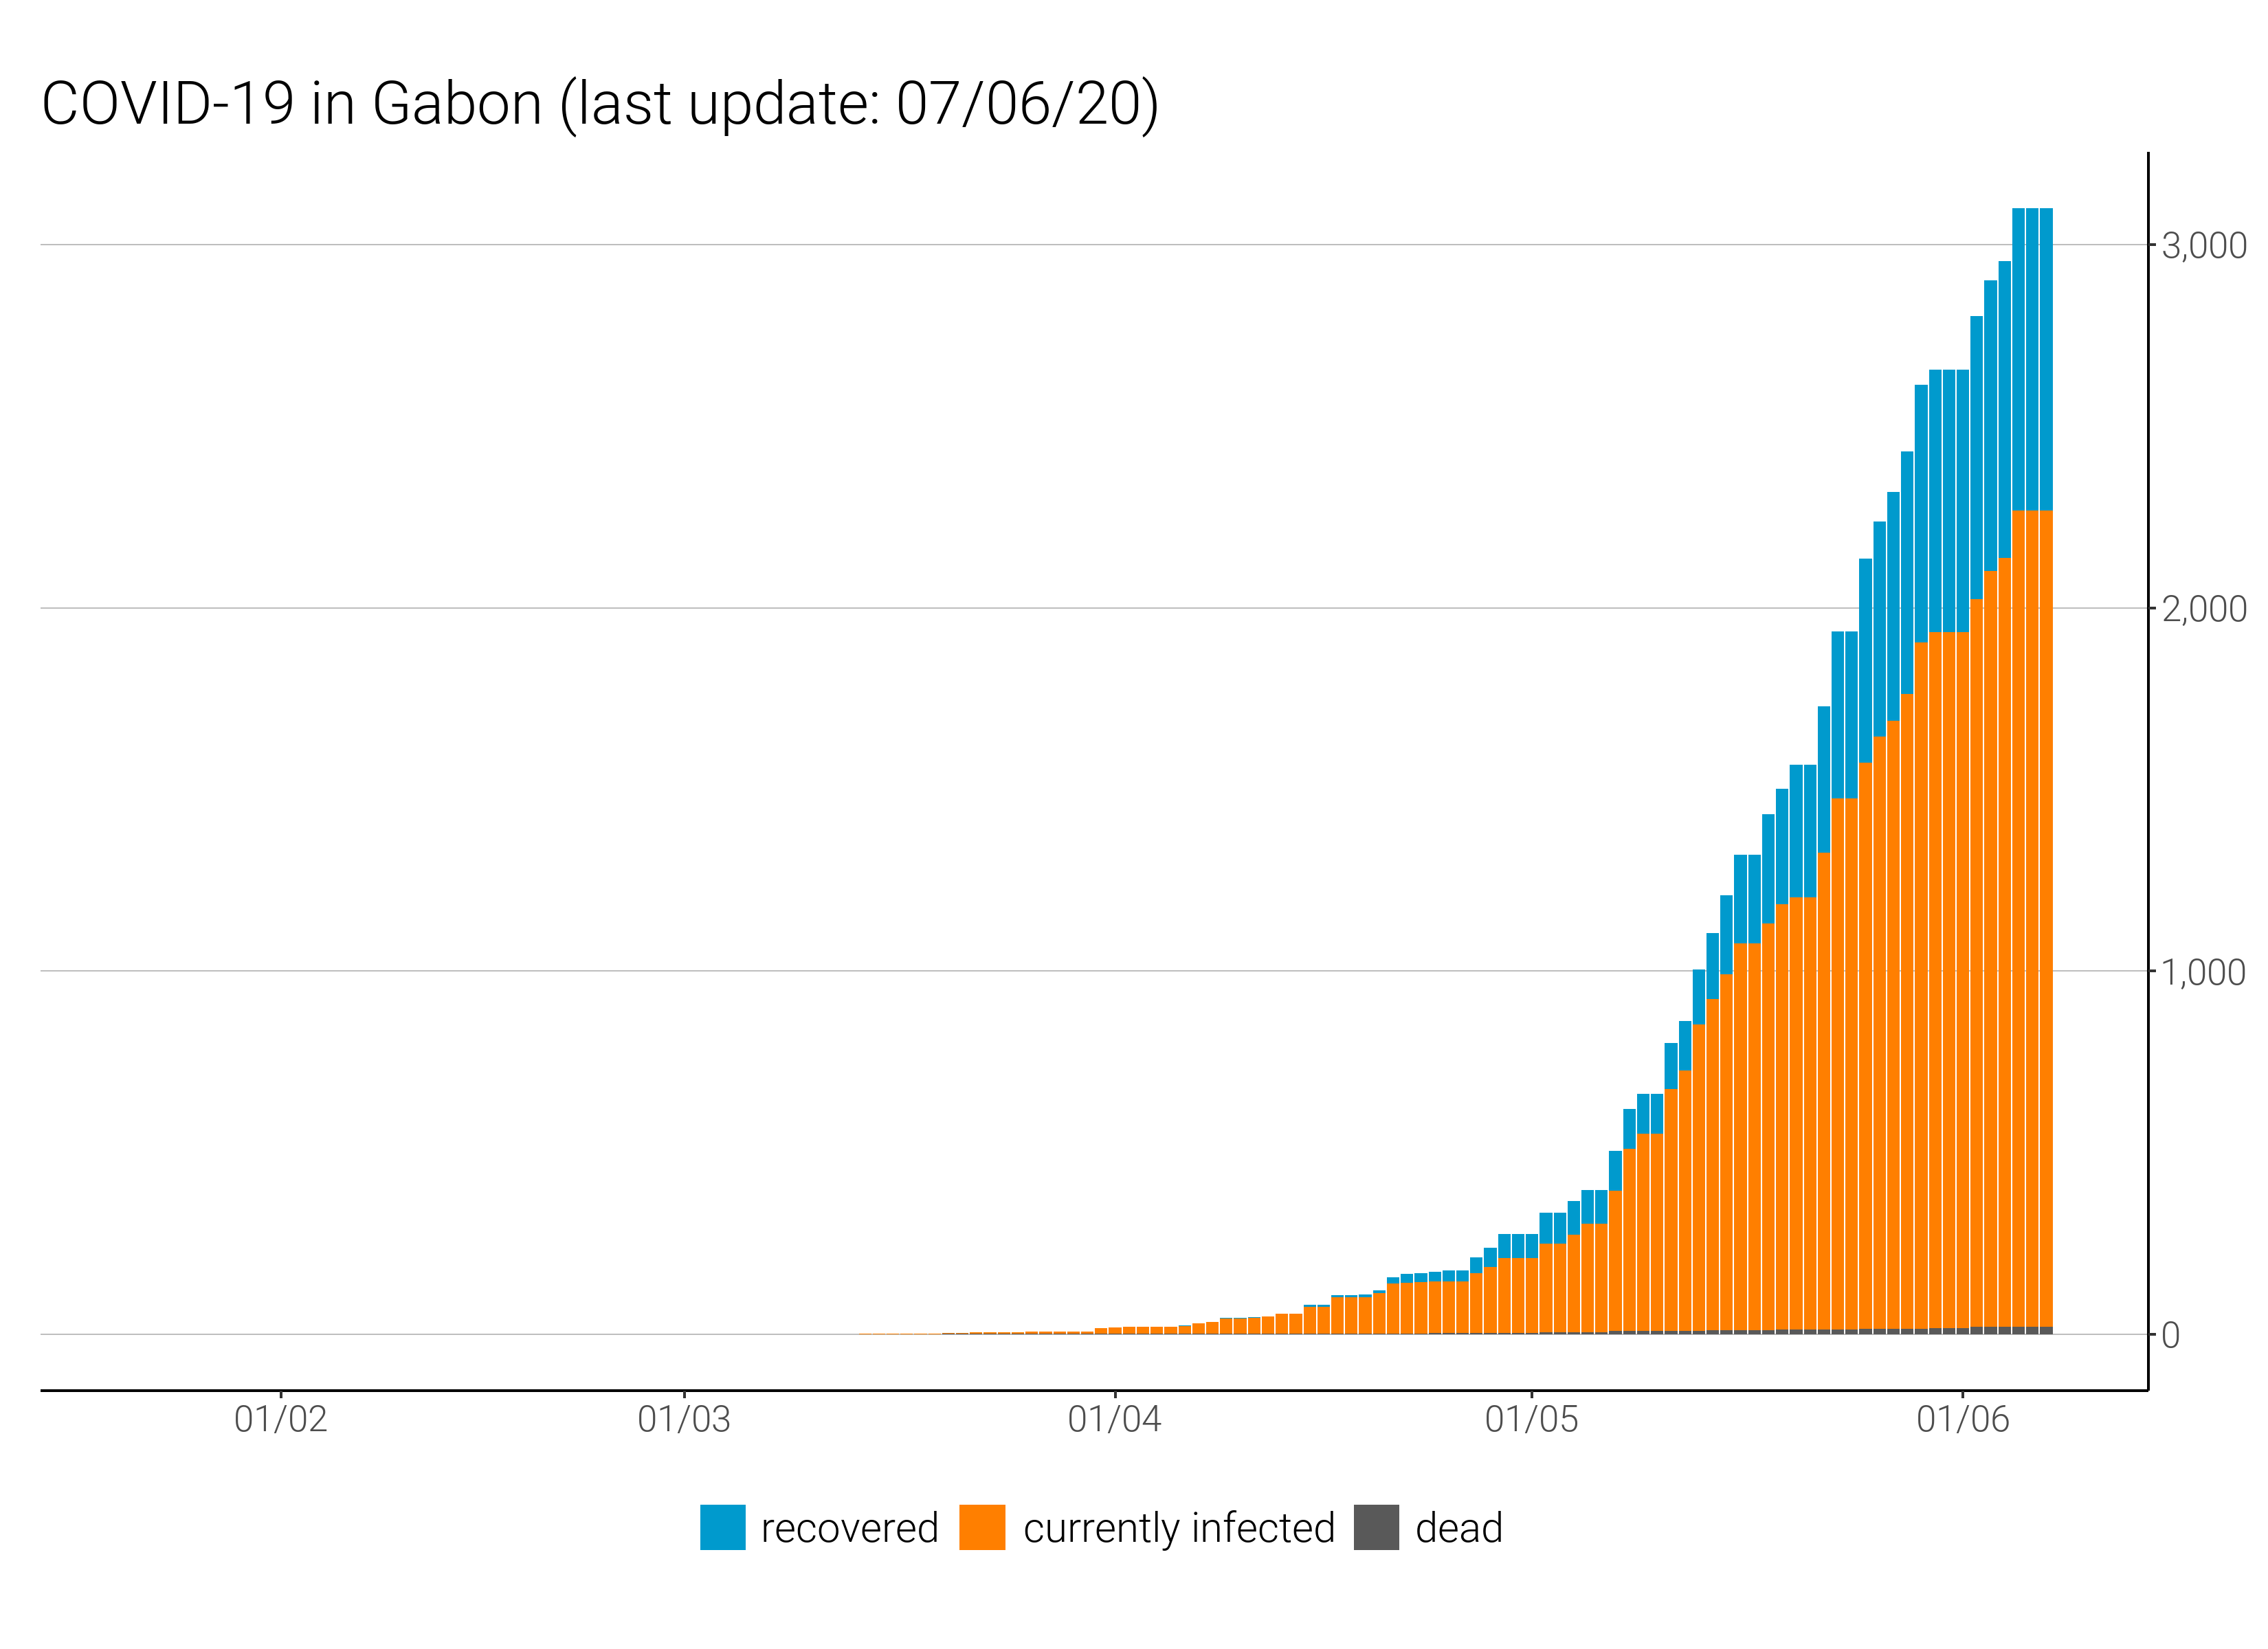 COVID-19 in Gabon (last update: 07/06/20)
3,000
2,000
1,000
0
01/02 01/03 01/04 01/05 01/06
recovered currently infected dead